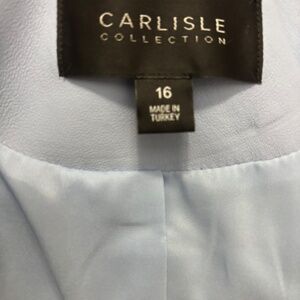 CARLISLE
COLLECTION
16
MADE IN
TURKEY